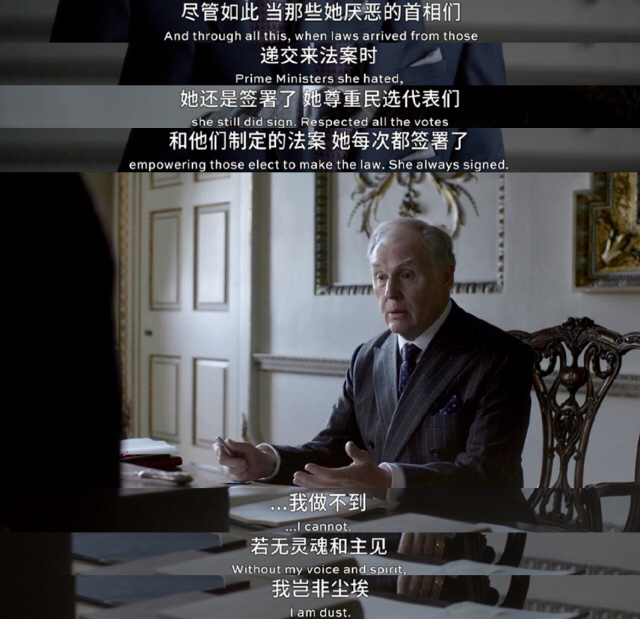 尽管如此 当那些她厌恶的首相们
And through all this, when laws arrived from those
递交来法案时
Prime Ministers she hated,
她还是签署了 她尊重民选代表们
she still did sign. Respected all the votes
和他们制定的法案 她每次都签署了
empowering those elect to make the law. She always signed.
...我做不到
...I cannot.
若无灵魂和主见
Without my voice and spirit,
我岂非尘埃
I am dust.